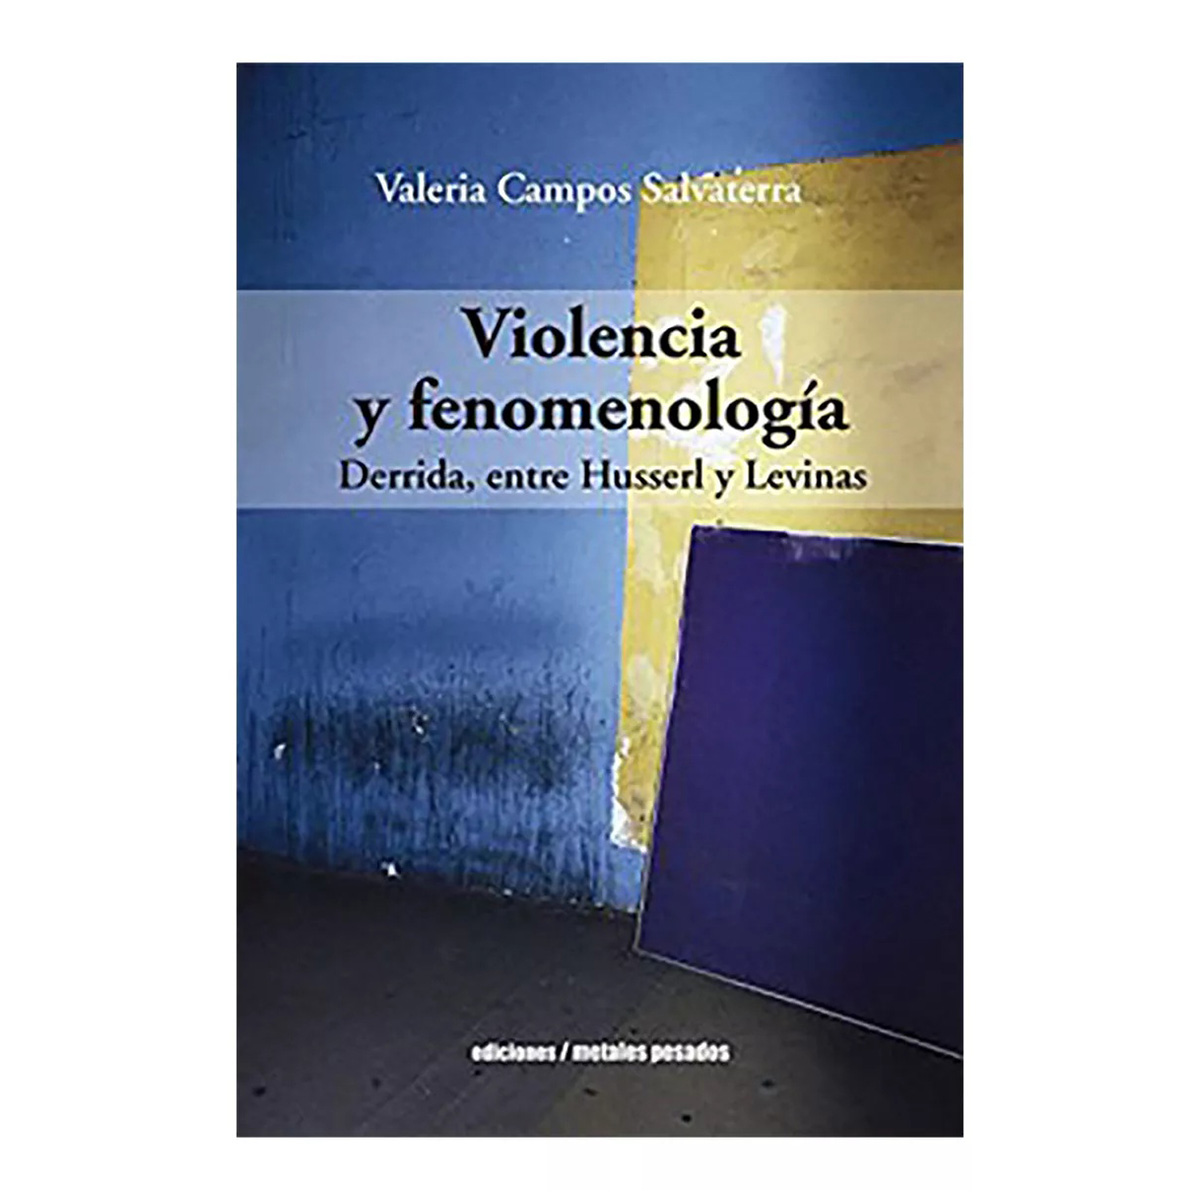 Valeria Campos Salvaterra
Violencia
y fenomenología
Derrida, entre Husserl y Levinas
ediciones / metales pesados